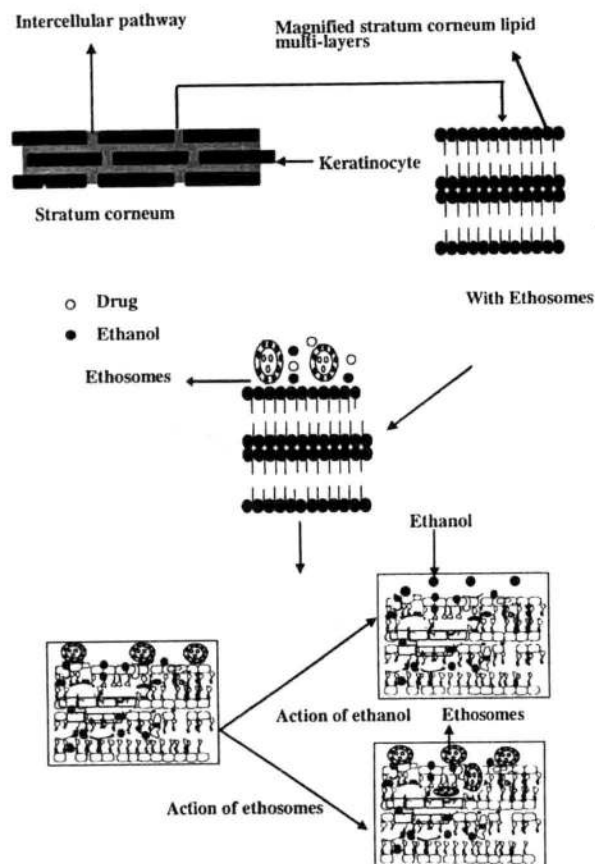 Intercellular pathway
Magnified stratum corneum lipid
multi-layers
Keratinocyte
Stratum corneum
With Ethosomes
Drug
Ethanol
Ethosomes
Ethanol
Action of ethanol
Ethosomes
Action of ethosomes